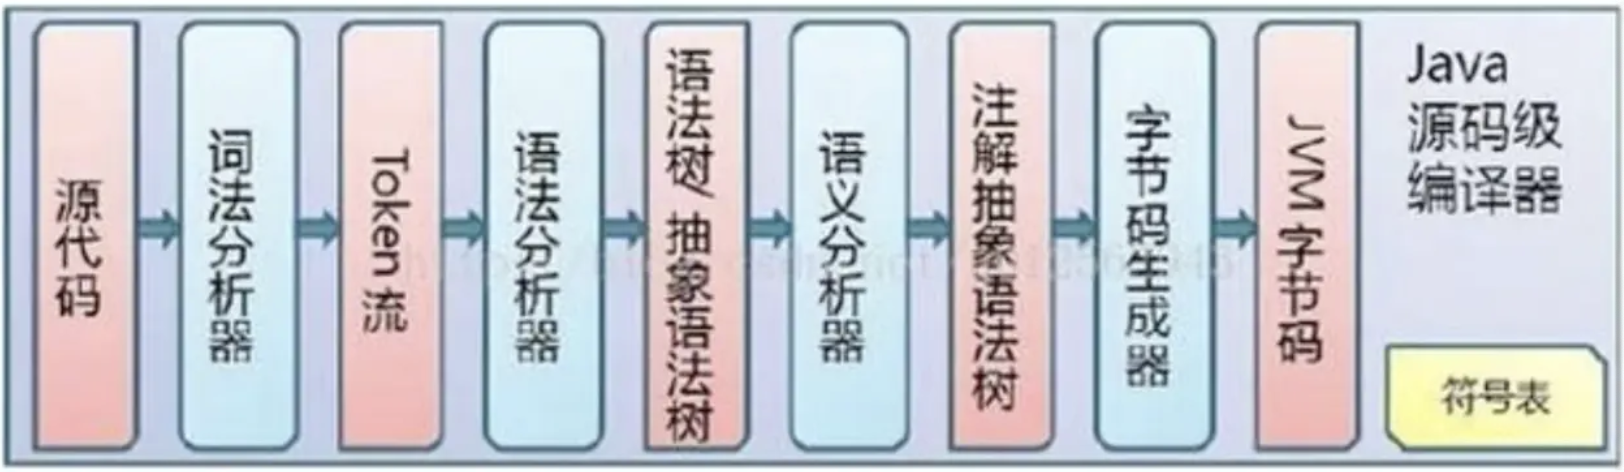 源代码
词法分析器
Token流
语法分析器
语法树/抽象语法树
语义分析器
注解抽象语法树
字节码生成器
JVM字节码
Java
源码级
编译器
符号表